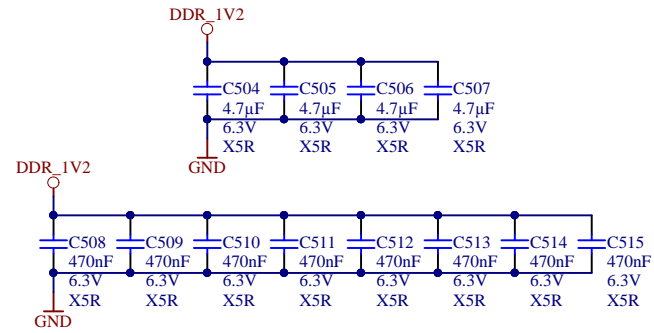 DDR_1V2
C504 C505 C506 C507
4.7µF 4.7µF 4.7µF 4.7µF
6.3V 6.3V 6.3V 6.3V
X5R X5R X5R X5R
GND
DDR_1V2
C508 C509 C510 C511 C512 C513 C514 C515
470nF 470nF 470nF 470nF 470nF 470nF 470nF 470nF
6.3V 6.3V 6.3V 6.3V 6.3V 6.3V 6.3V 6.3V
X5R X5R X5R X5R X5R X5R X5R X5R
GND